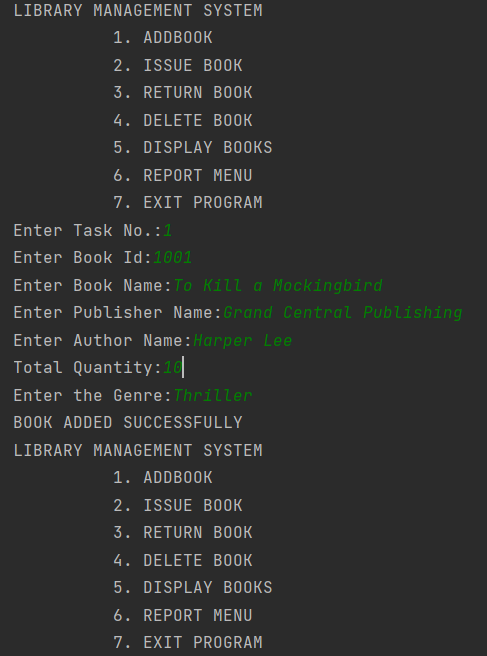 LIBRARY MANAGEMENT SYSTEM
1. ADDBOOK
2. ISSUE BOOK
3. RETURN BOOK
4. DELETE BOOK
5. DISPLAY BOOKS
6. REPORT MENU
7. EXIT PROGRAM
Enter Task No.:1
Enter Book Id:1001
Enter Book Name:To Kill a Mockingbird
Enter Publisher Name:Grand Central Publishing
Enter Author Name:Harper Lee
Total Quantity:10
Enter the Genre:Thriller
BOOK ADDED SUCCESSFULLY
LIBRARY MANAGEMENT SYSTEM
1. ADDBOOK
2. ISSUE BOOK
3. RETURN BOOK
4. DELETE BOOK
5. DISPLAY BOOKS
6. REPORT MENU
7. EXIT PROGRAM